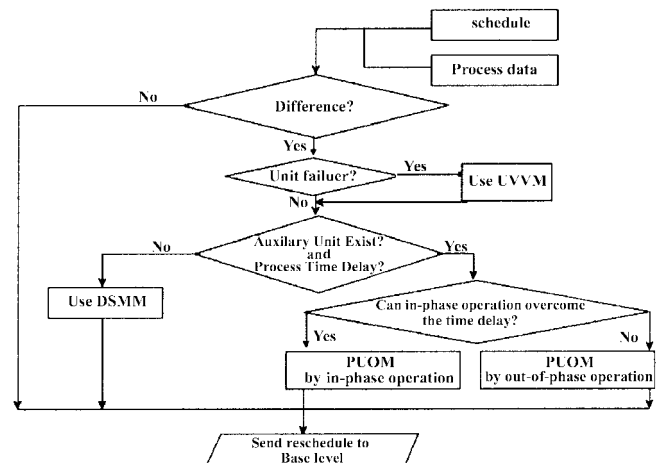 schedule
Process data
No
Difference?
Yes
Unit failuer?
Yes
Use UVVM
No
Auxilary Unit Exist?
and
Process Time Delay?
No
Yes
Use DSMM
Can in-phase operation overcome
the time delay?
Yes
No
PUOM
by in-phase operation
PUOM
by out-of-phase operation
Send reschedule to
Base level